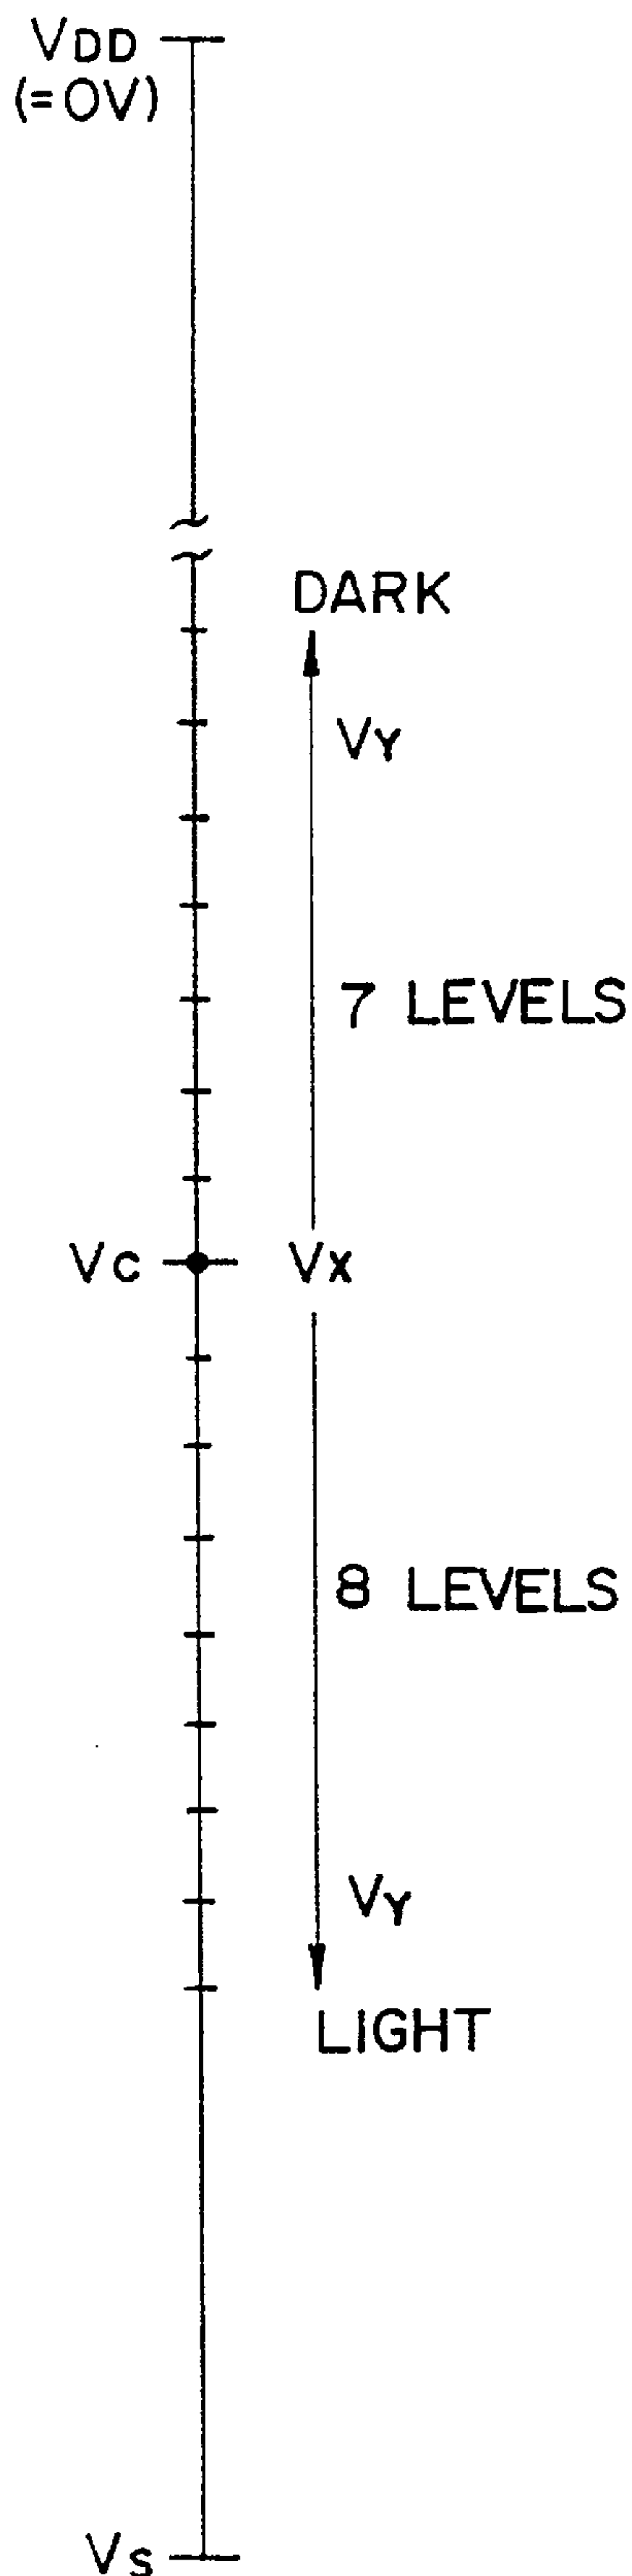 VDD
(=0V)
DARK
VY
7 LEVELS
VC VX
8 LEVELS
VY
LIGHT
VS